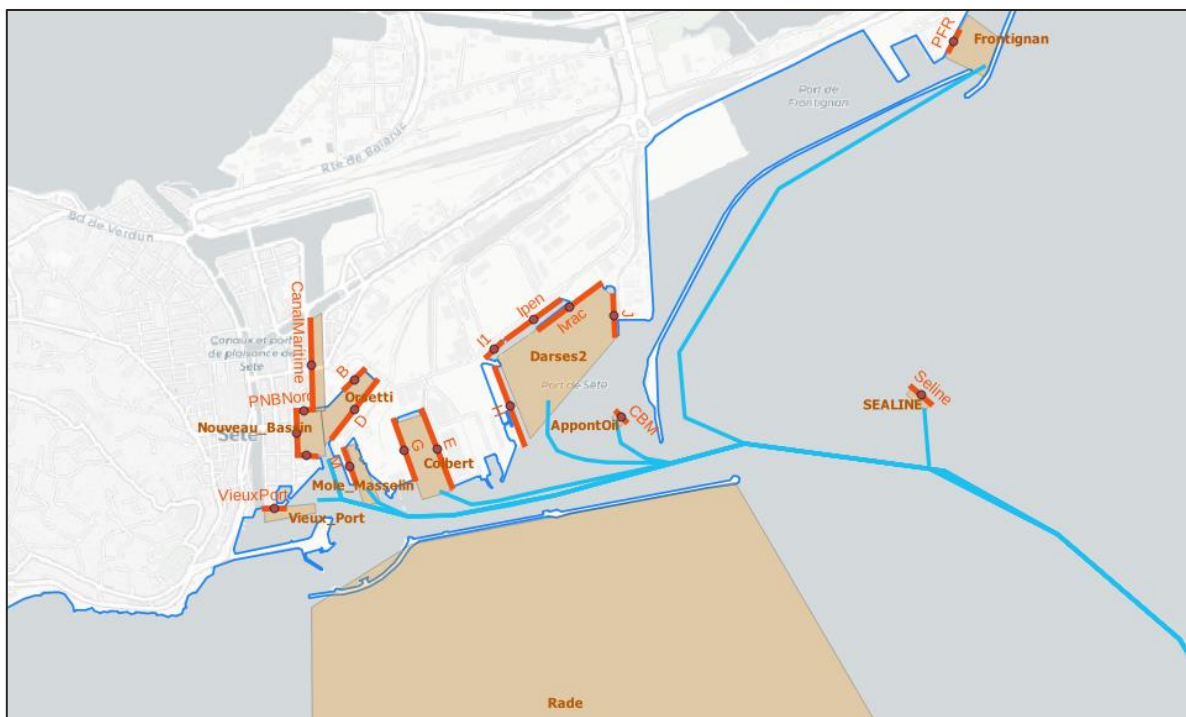 PFR
Frontignan
Port de
Frontignan
Rte de Balaruc
Bd de Verdun
CanalMaritime
Canaux et port
de plaisance de
Sète
I1
Ipen
Ivrac
J
Darses2
Port de Sète
B
PNBNord
Orsetti
D
H
Nouveau_Bassin
Sète
AppontOil
CBM
Seline
SEALINE
G
E
Colbert
M
Mole_Masselin
VieuxPort
Vieux_Port
Rade